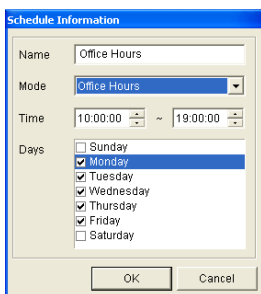 Schedule Information
Name Office Hours
Mode Office Hours
Time 10:00:00 ~ 19:00:00
Days
Sunday
Monday
Tuesday
Wednesday
Thursday
Friday
Saturday
OK Cancel